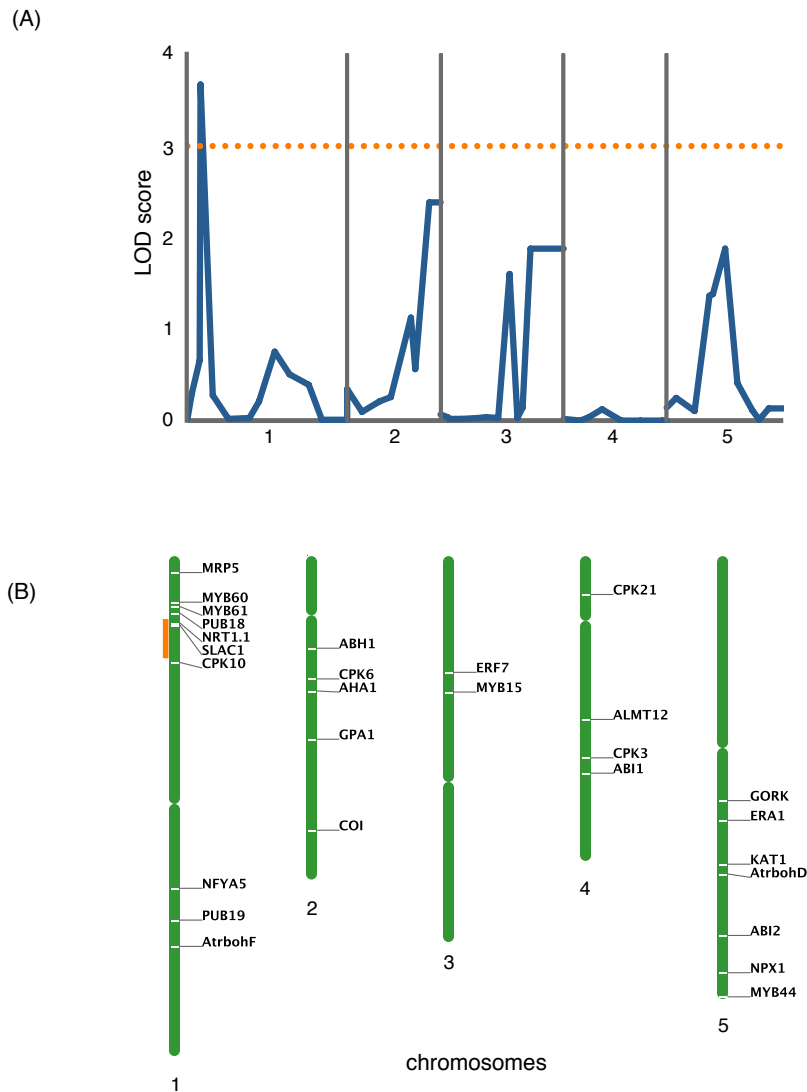 (A)
4
3
2
1
0
LOD score
1
2
3
4
5
(B)
MRP5
MYB60
MYB61
PUB18
NRT1.1
SLAC1
CPK10
NFYA5
PUB19
AtrbohF
1
ABH1
CPK6
AHA1
GPA1
COI
2
ERF7
MYB15
3
CPK21
ALMT12
CPK3
ABI1
4
GORK
ERA1
KAT1
AtrbohD
ABI2
NPX1
MYB44
5
chromosomes